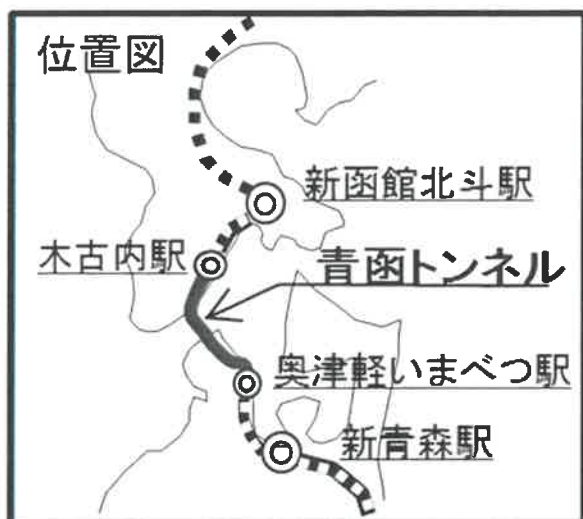 位置図
新函館北斗駅
木古内駅
青函トンネル
奥津軽いまべつ駅
新青森駅